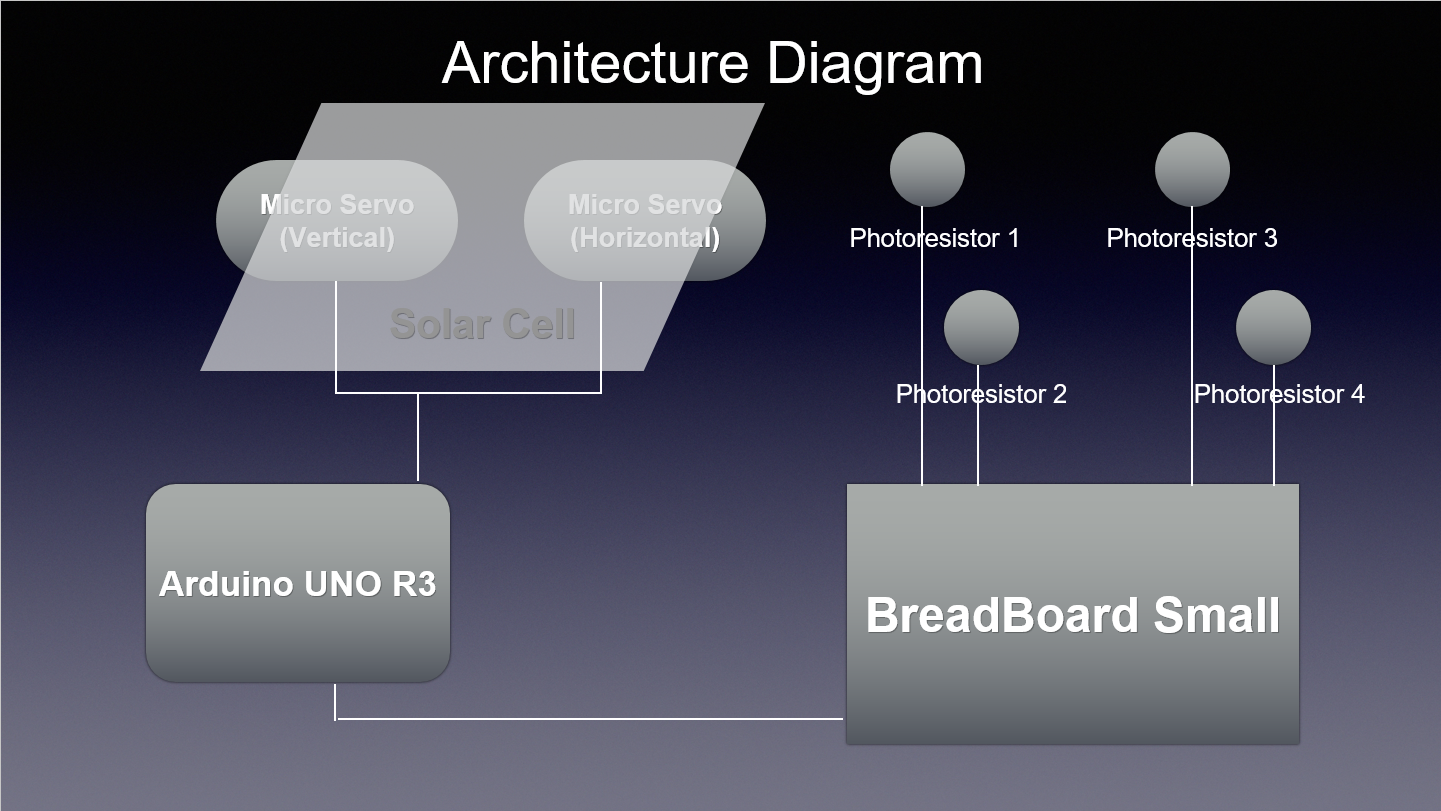 Architecture Diagram
Micro Servo
(Vertical)
Micro Servo
(Horizontal)
Solar Cell
Photoresistor 1
Photoresistor 3
Photoresistor 2
Photoresistor 4
Arduino UNO R3
BreadBoard Small